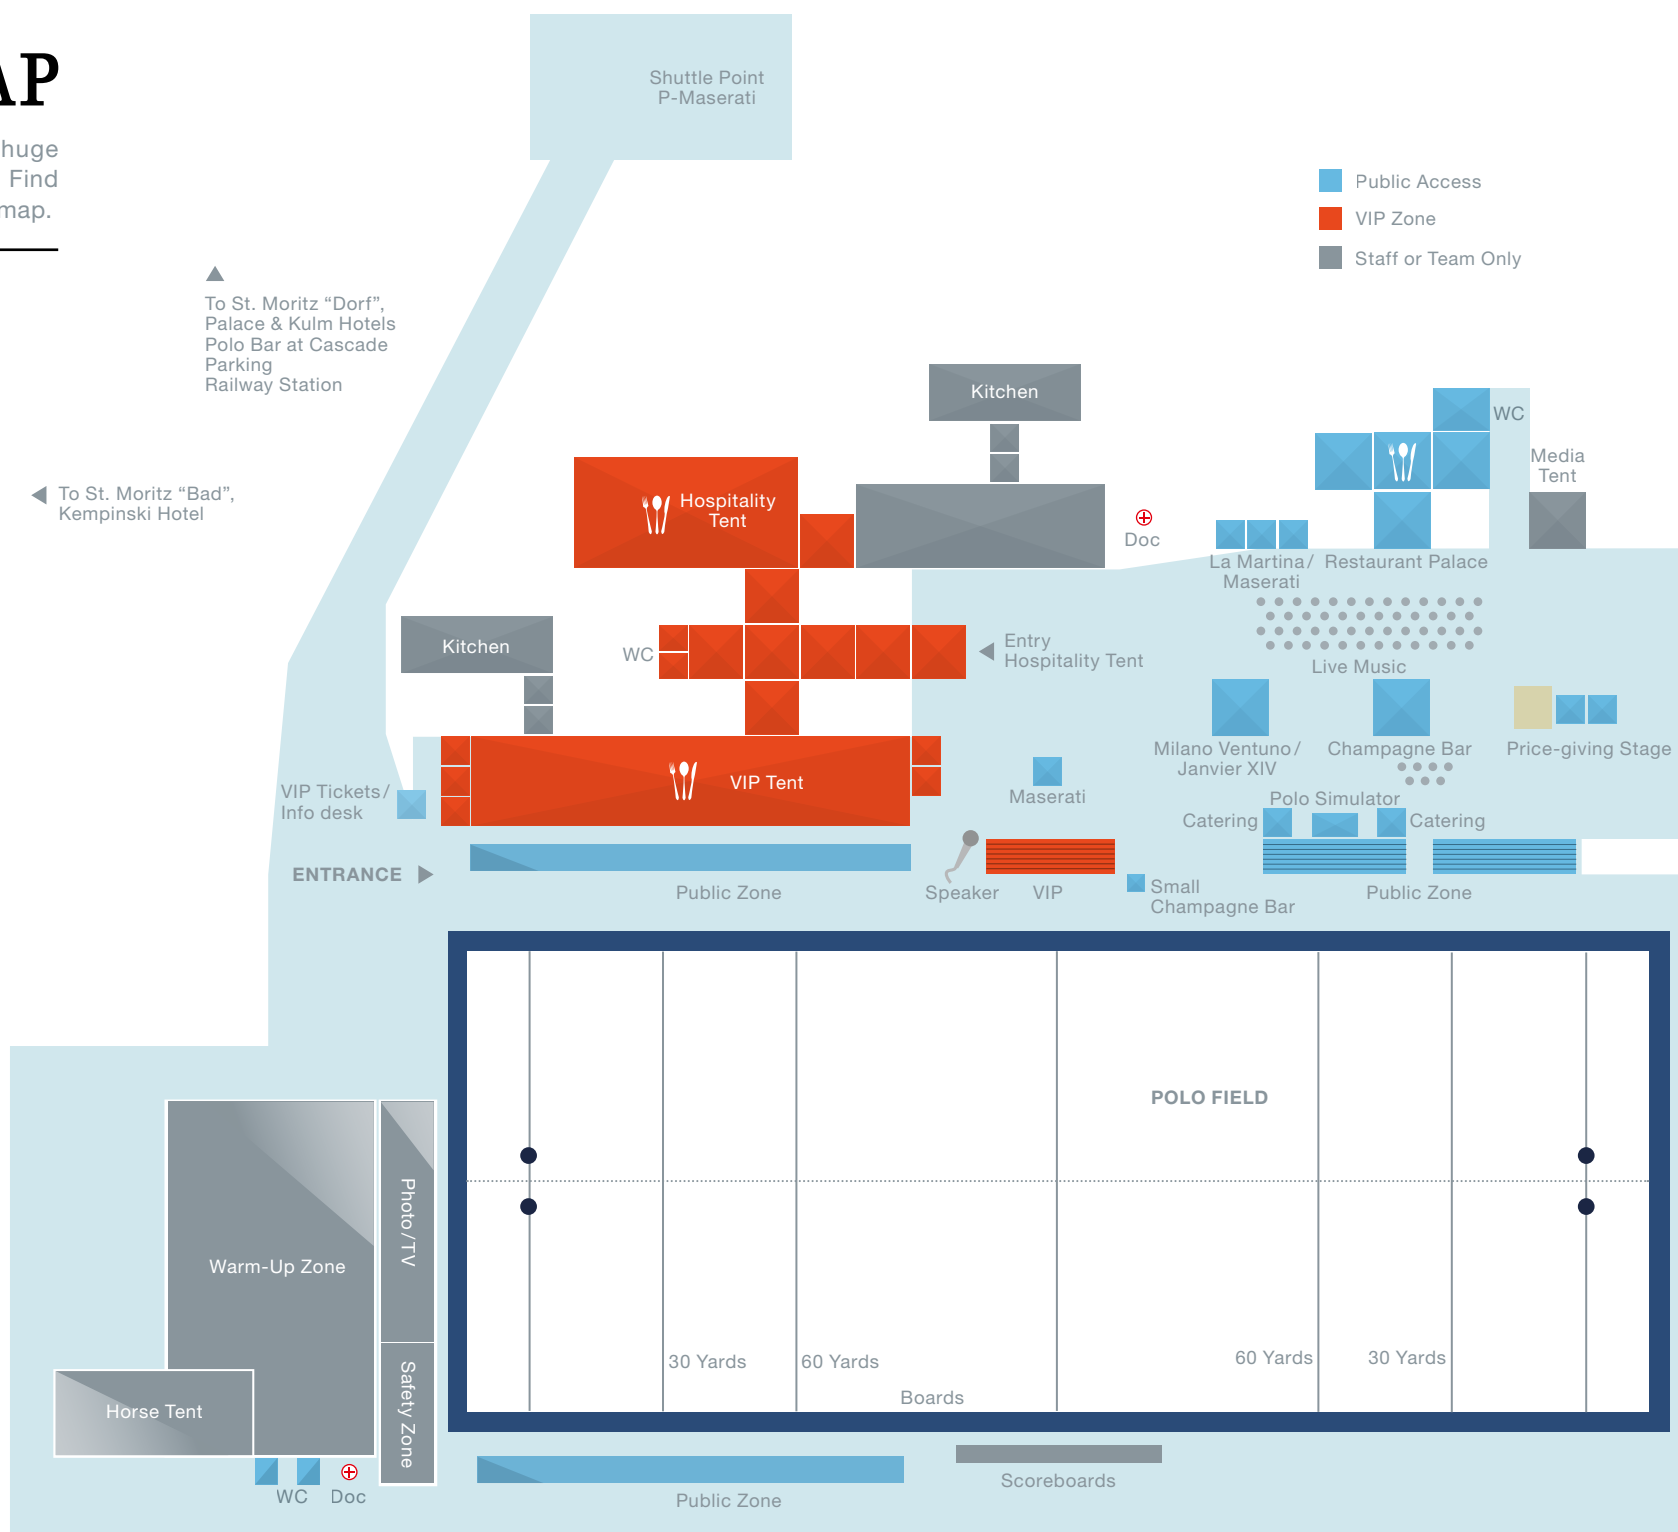 AP
huge
Find
map.
Shuttle Point
P-Maserati
Public Access
VIP Zone
Staff or Team Only
To St. Moritz “Dorf”,
Palace & Kulm Hotels
Polo Bar at Cascade
Parking
Railway Station
To St. Moritz “Bad”,
Kempinski Hotel
Kitchen
WC
Media
Tent
Hospitality
Tent
Doc
La Martina/
Maserati
Restaurant Palace
Kitchen
WC
Entry
Hospitality Tent
Live Music
Milano Ventuno/
Janvier XIV
Champagne Bar
Price-giving Stage
VIP Tickets/
Info desk
VIP Tent
Maserati
Polo Simulator
Catering
Catering
ENTRANCE
Public Zone
Speaker
VIP
Small
Champagne Bar
Public Zone
POLO FIELD
Photo/TV
Warm-Up Zone
30 Yards
60 Yards
60 Yards
30 Yards
Boards
Horse Tent
Safety Zone
WC
Doc
Public Zone
Scoreboards